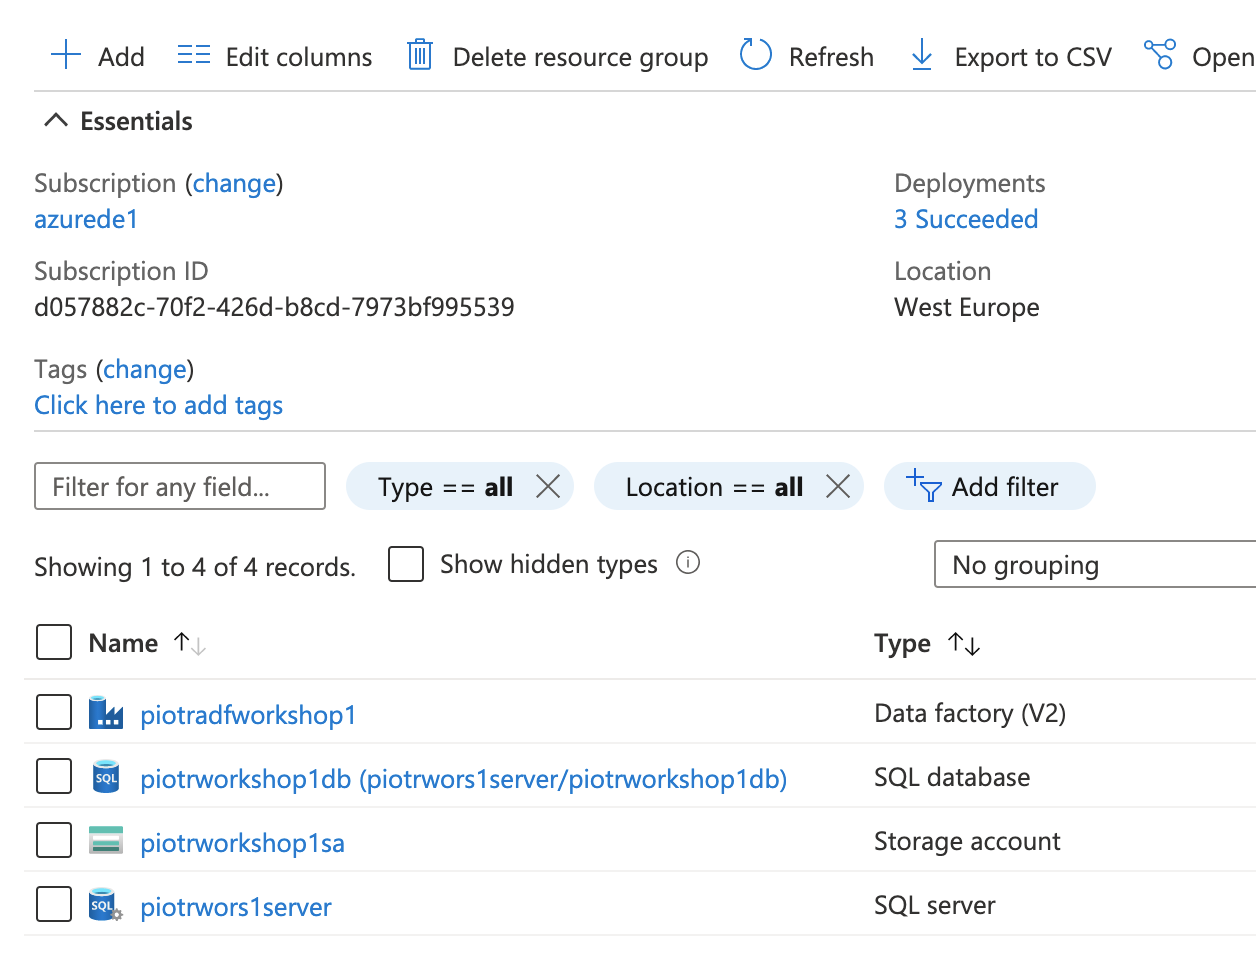 Add Edit columns Delete resource group Refresh Export to CSV Open
Essentials
Subscription (change)
azurede1
Deployments
3 Succeeded
Subscription ID
d057882c-70f2-426d-b8cd-7973bf995539
Location
West Europe
Tags (change)
Click here to add tags
Filter for any field... Type == all Location == all Add filter
Showing 1 to 4 of 4 records. Show hidden types No grouping
Name Type
piotradfworkshop1 Data factory (V2)
SQL piotrworkshop1db (piotrwors1server/piotrworkshop1db) SQL database
piotrworkshop1sa Storage account
SQL piotrwors1server SQL server